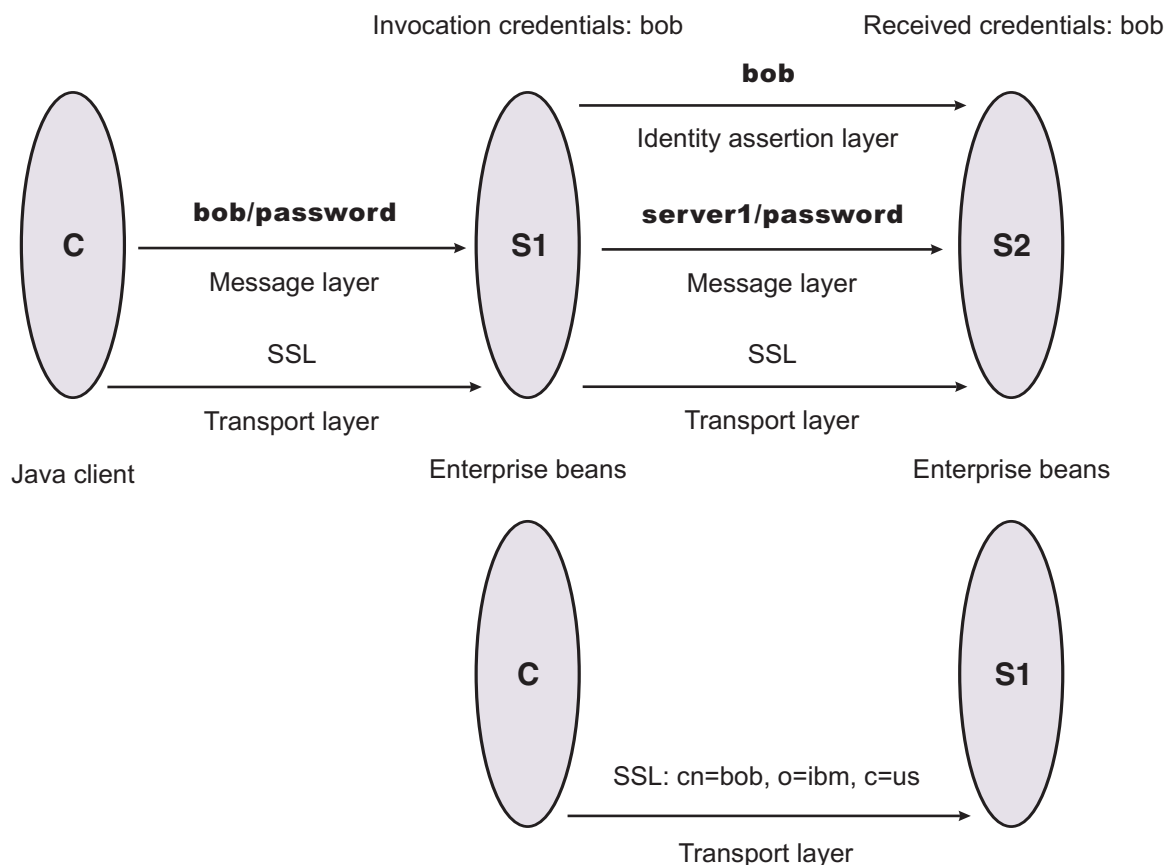 Invocation credentials: bob
Received credentials: bob
bob
Identity assertion layer
bob/password
server1/password
C
S1
S2
Message layer
Message layer
SSL
SSL
Transport layer
Transport layer
Java client
Enterprise beans
Enterprise beans
C
S1
SSL: cn=bob, o=ibm, c=us
Transport layer